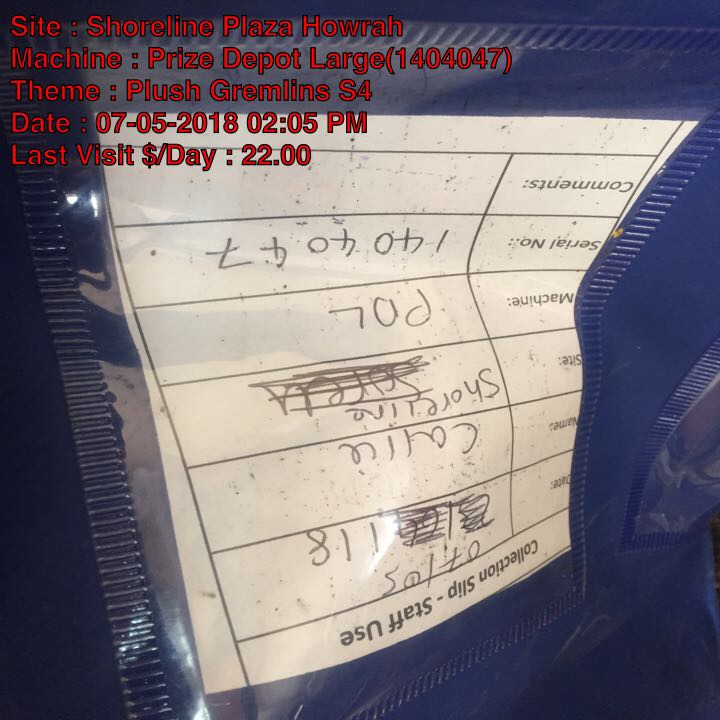 Site : Shoreline Plaza Howrah
Machine : Prize Depot Large(1404047)
Theme : Plush Gremlins S4
Date : 07-05-2018 02:05 PM
Last Visit $/Day : 22.00
Collection Slip - Staff Use
Date: 07/05 118
Name:
Site: Shoreline
Machine: PDL
Serial No.: 1404047
Comments: